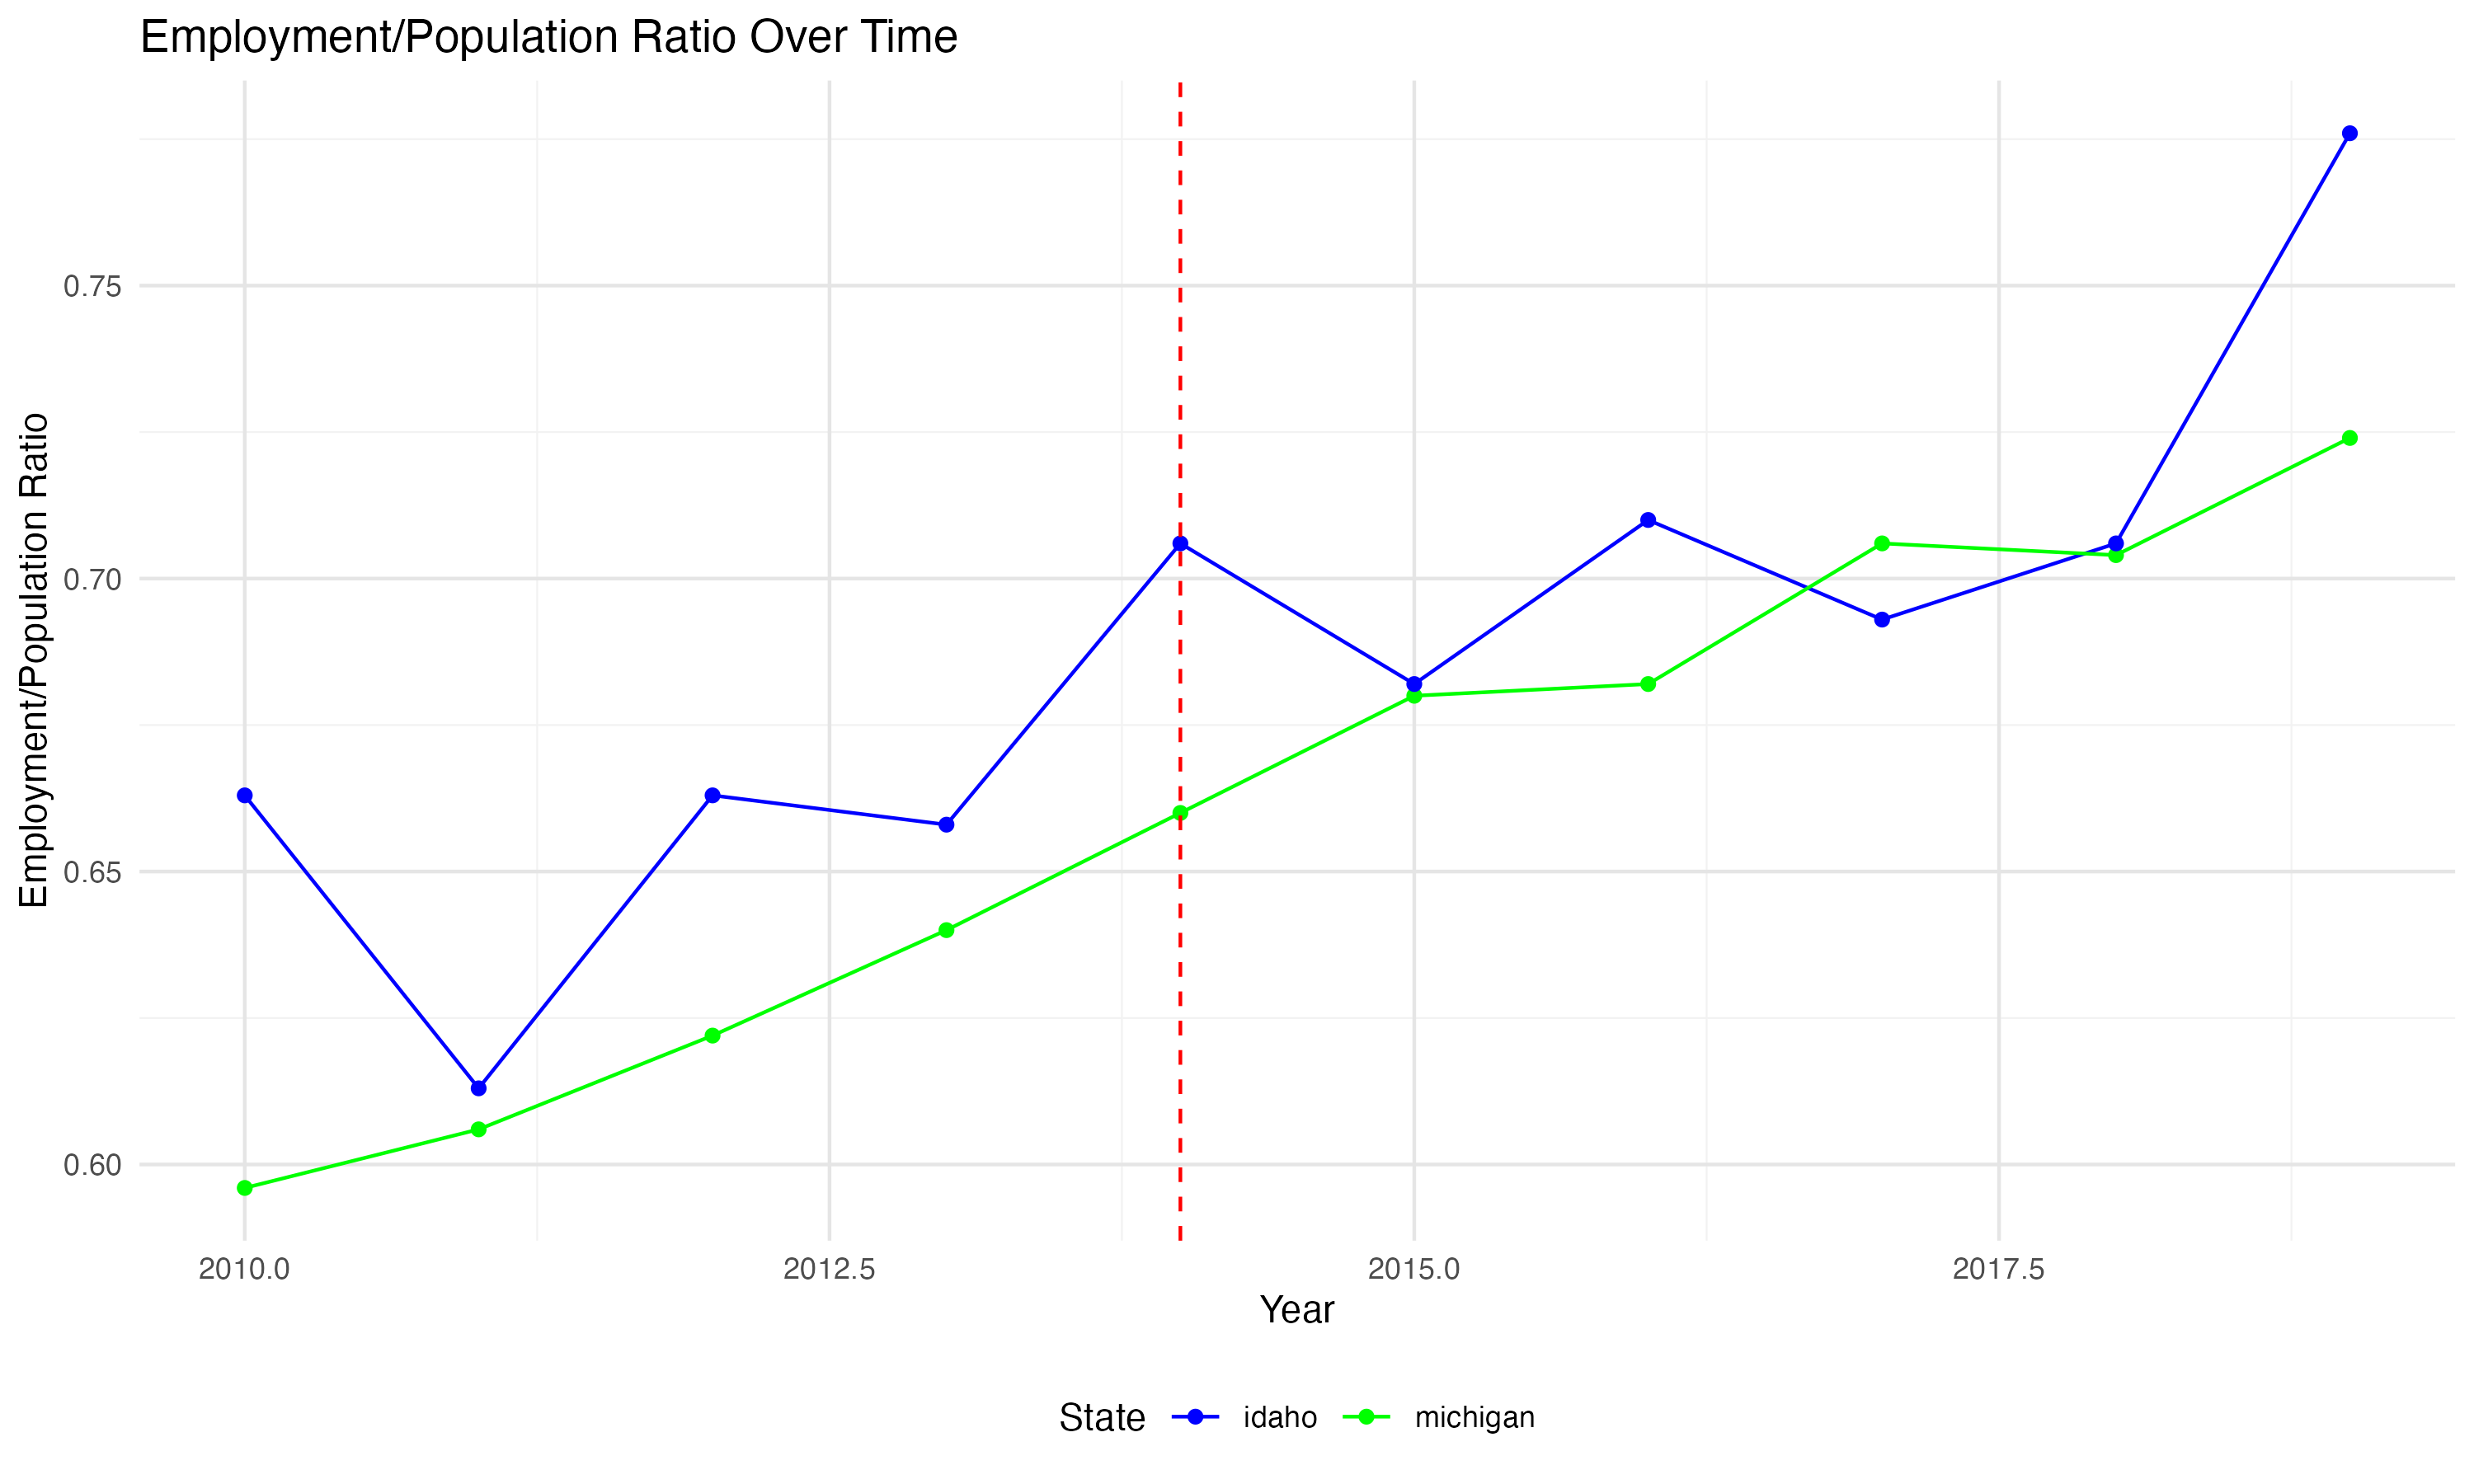 Employment/Population Ratio Over Time
Employment/Population Ratio
0.75
0.70
0.65
0.60
2010.0 2012.5 2015.0 2017.5
Year
State idaho michigan